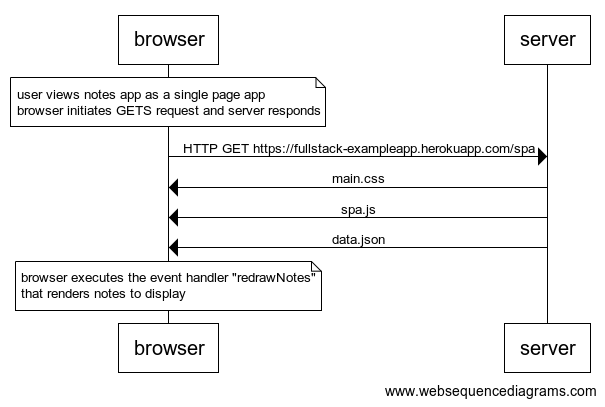 browser
server
user views notes app as a single page app
browser initiates GETS request and server responds
HTTP GET https://fullstack-exampleapp.herokuapp.com/spa
main.css
spa.js
data.json
browser executes the event handler "redrawNotes"
that renders notes to display
browser
server
www.websequencediagrams.com